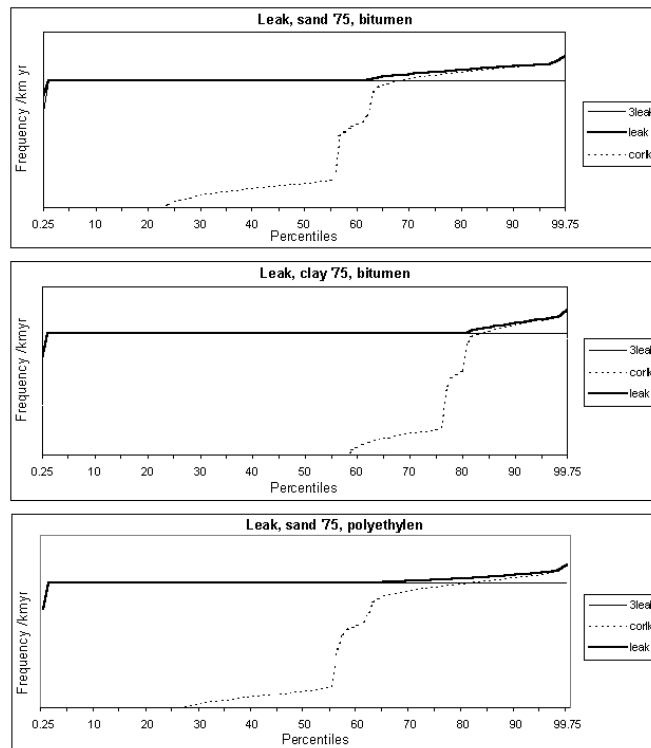 Leak, sand '75, bitumen
Frequency /km yr
3leak
leak
corlk
0.25 10 20 30 40 50 60 70 80 90 99.75
Percentiles
Leak, clay '75, bitumen
Frequency /kmyr
3leak
corlk
leak
0.25 10 20 30 40 50 60 70 80 90 99.75
Percentiles
Leak, sand '75, polyethylen
Frequency /kmyr
3leak
corlk
leak
0.25 10 20 30 40 50 60 70 80 90 99.75
Percentiles